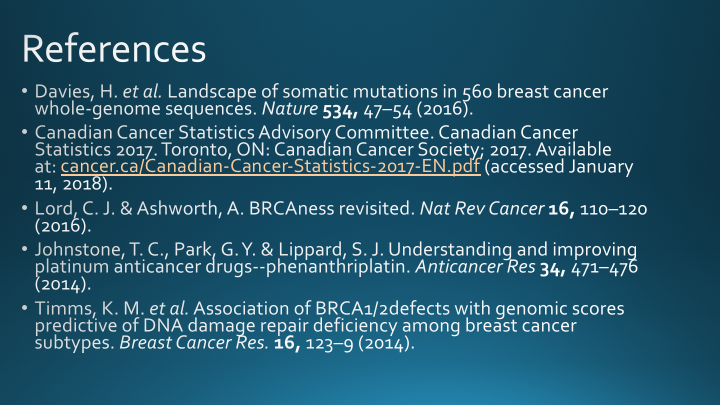 References
• Davies, H. et al. Landscape of somatic mutations in 560 breast cancer
whole-genome sequences. Nature 534, 47–54 (2016).
• Canadian Cancer Statistics Advisory Committee. Canadian Cancer
Statistics 2017. Toronto, ON: Canadian Cancer Society; 2017. Available
at: cancer.ca/Canadian-Cancer-Statistics-2017-EN.pdf (accessed January
11, 2018).
• Lord, C. J. & Ashworth, A. BRCAness revisited. Nat Rev Cancer 16, 110–120
(2016).
• Johnstone, T. C., Park, G. Y. & Lippard, S. J. Understanding and improving
platinum anticancer drugs--phenanthriplatin. Anticancer Res 34, 471–476
(2014).
• Timms, K. M. et al. Association of BRCA1/2defects with genomic scores
predictive of DNA damage repair deficiency among breast cancer
subtypes. Breast Cancer Res. 16, 123–9 (2014).